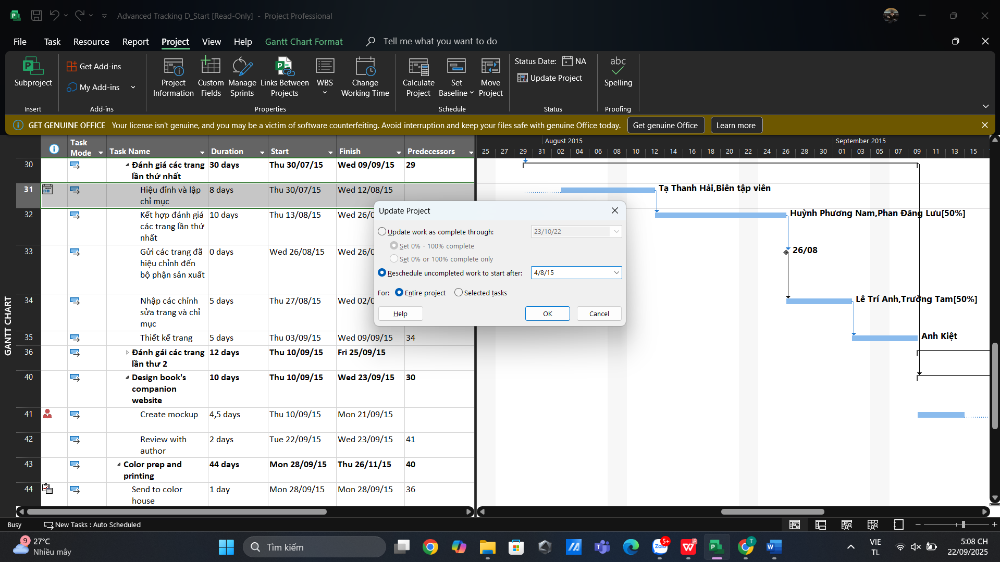 Advanced Tracking D_Start [Read-Only] - Project Professional
File Task Resource Report Project View Help Gantt Chart Format Tell me what you want to do
Subproject
Insert
Get Add-ins
My Add-ins
Add-ins
Project Information
Custom Fields
Manage Sprints
Links Between Projects
WBS
Change Working Time
Properties
Calculate Project
Set Baseline
Move Project
Schedule
Status Date: NA
Update Project
Status
abc
Spelling
Proofing
GET GENUINE OFFICE Your license isn't genuine, and you may be a victim of software counterfeiting. Avoid interruption and keep your files safe with genuine Office today. Get genuine Office Learn more
Task Mode Task Name Duration Start Finish Predecessors
August 2015 September 2015
25 27 29 31 02 04 06 08 10 12 14 16 18 20 22 24 26 28 30 01 03 05 07 09 11 13 15
30 Đánh giá các trang lần thứ nhất 30 days Thu 30/07/15 Wed 09/09/15 29
31 Hiệu đỉnh và lập chỉ mục 8 days Thu 30/07/15 Wed 12/08/15
Tạ Thanh Hải,Biên tập viên
32 Kết hợp đánh giá các trang lần thứ nhất 10 days Thu 13/08/15 Wed 26/0
Huỳnh Phương Nam,Phan Đăng Lưu[50%]
33 Gửi các trang đã hiệu chỉnh đến bộ phận sản xuất 0 days Wed 26/08/15 Wed 26/0
26/08
34 Nhập các chỉnh sửa trang và chỉ mục 5 days Thu 27/08/15 Wed 02/0
Lê Trí Anh,Trường Tam[50%]
35 Thiết kế trang 5 days Thu 03/09/15 Wed 09/09/15 34
Anh Kiệt
36 Đánh gái các trang lần thư 2 12 days Thu 10/09/15 Fri 25/09/15
40 Design book's companion website 10 days Thu 10/09/15 Wed 23/09/15 30
41 Create mockup 4,5 days Thu 10/09/15 Mon 21/09/15
42 Review with author 2 days Tue 22/09/15 Wed 23/09/15 41
43 Color prep and printing 44 days Mon 28/09/15 Thu 26/11/15 40
44 Send to color house 1 day Mon 28/09/15 Mon 28/09/15 36
GANTT CHART
Update Project
Update work as complete through: 23/10/22
Set 0% - 100% complete
Set 0% or 100% complete only
Reschedule uncompleted work to start after: 4/8/15
For: Entire project Selected tasks
Help OK Cancel
Busy New Tasks : Auto Scheduled
9 27°C
Nhiều mây
Tìm kiếm
5+
T
VIE
TL
5:08 CH
22/09/2025